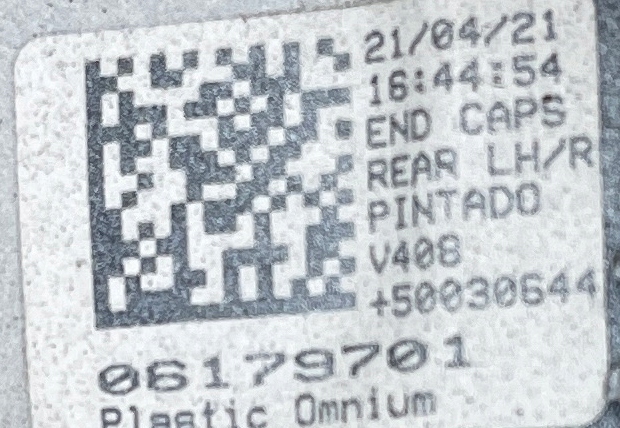 21/04/21
16:44:54
END CAPS
REAR LH/R
PINTADO
V408
+50030644
06179701
Plastic Omnium